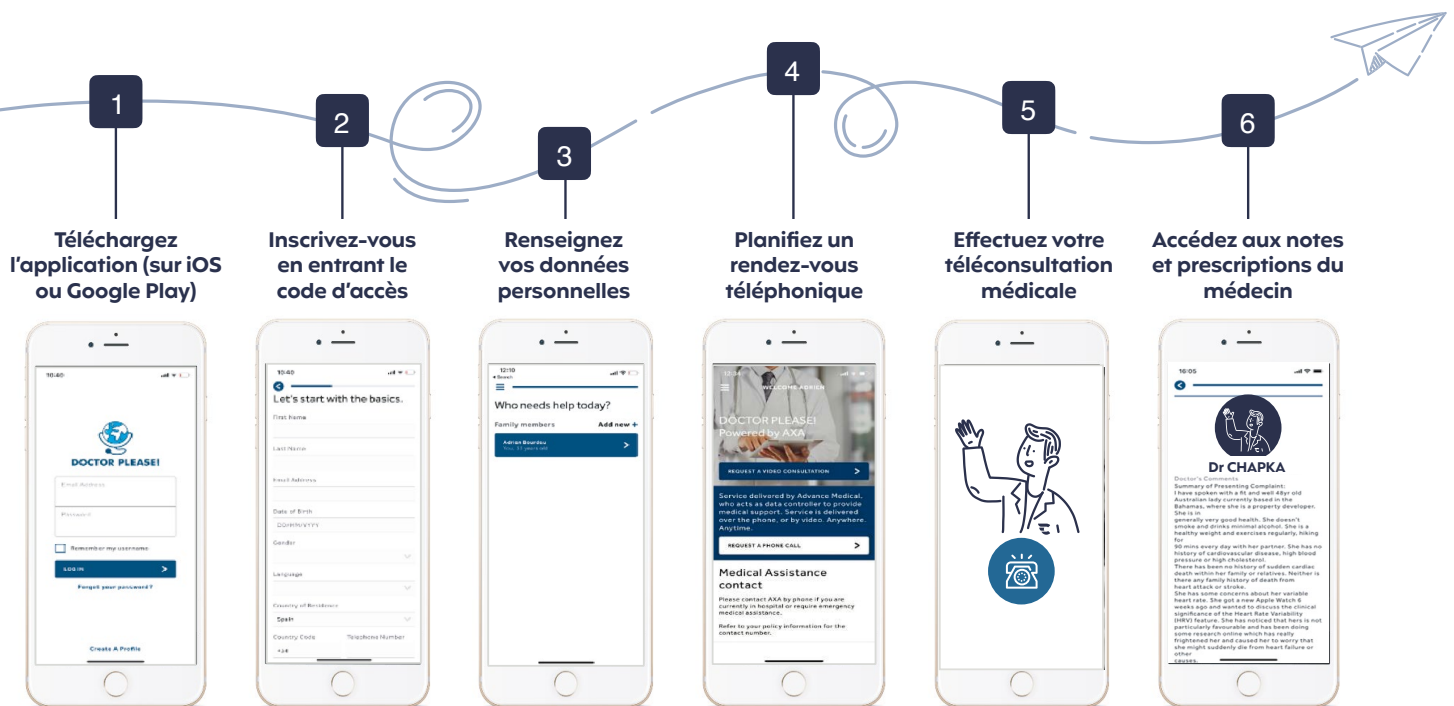 1
2
3
4
5
6
Téléchargez
l'application (sur iOS
ou Google Play)
Inscrivez-vous
en entrant le
code d'accès
Renseignez
vos données
personnelles
Planifiez un
rendez-vous
téléphonique
Effectuez votre
téléconsultation
médicale
Accédez aux notes
et prescriptions du
médecin
10:40
DOCTOR PLEASE!
Email Address
Password
Remember my username
LOG IN >
Forgot your password?
Create A Profile
10:40
Let's start with the basics.
First Name
Last Name
Email Address
Date of Birth
DD/MM/YYYY
Gender
Language
Country of Residence
Spain
Country Code Telephone Number
+34
12:10
Search
Who needs help today?
Family members Add new +
Adrien Bourdou >
You, 31 years old
12:34
WELCOME ADRIEN
DOCTOR PLEASE!
Powered by AXA
REQUEST A VIDEO CONSULTATION >
Service delivered by Advance Medical,
who acts as data controller to provide
medical support. Service is delivered
over the phone, or by video. Anywhere.
Anytime.
REQUEST A PHONE CALL >
Medical Assistance
contact
Please contact AXA by phone if you are
currently in hospital or require emergency
medical assistance.
Refer to your policy information for the
contact number.
16:05
Dr CHAPKA
Doctor's Comments
Summary of Presenting Complaint:
I have spoken with a fit and well 48yr old
Australian lady currently based in the
Bahamas, where she is a property developer.
She is in
generally very good health. She doesn't
smoke and drinks minimal alcohol. She is a
healthy weight and exercises regularly, hiking
for
90 mins every day with her partner. She has no
history of cardiovascular disease, high blood
pressure or high cholesterol.
There has been no history of sudden cardiac
death within her family or relatives. Neither is
there any family history of death from
heart attack or stroke.
She has some concerns about her variable
heart rate. She got a new Apple Watch 6
weeks ago and wanted to discuss the clinical
significance of the Heart Rate Variability
(HRV) feature. She has noticed that hers is not
particularly favourable and has been doing
some research online which has really
frightened her and caused her to worry that
she might suddenly die from heart failure or
other
causes.